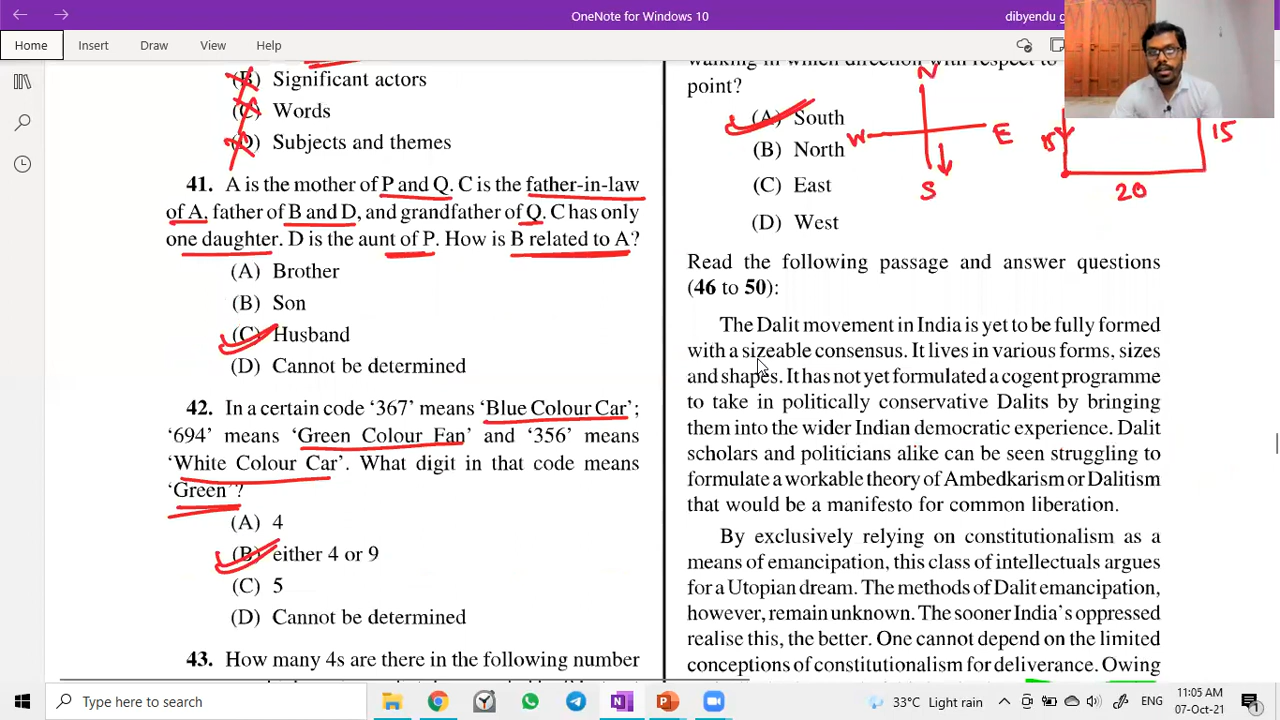 OneNote for Windows 10
dibyendu g
Home Insert Draw View Help
(B) Significant actors
(C) Words
(D) Subjects and themes
41. A is the mother of P and Q. C is the father-in-law
of A, father of B and D, and grandfather of Q. C has only
one daughter. D is the aunt of P. How is B related to A?
(A) Brother
(B) Son
(C) Husband
(D) Cannot be determined
42. In a certain code ‘367’ means ‘Blue Colour Car’;
‘694’ means ‘Green Colour Fan’ and ‘356’ means
‘White Colour Car’. What digit in that code means
‘Green’?
(A) 4
(B) either 4 or 9
(C) 5
(D) Cannot be determined
43. How many 4s are there in the following number
walking in which direction with respect to
point?
(A) South
(B) North
(C) East
(D) West
N
W E
S
15
20
Read the following passage and answer questions
(46 to 50):
The Dalit movement in India is yet to be fully formed
with a sizeable consensus. It lives in various forms, sizes
and shapes. It has not yet formulated a cogent programme
to take in politically conservative Dalits by bringing
them into the wider Indian democratic experience. Dalit
scholars and politicians alike can be seen struggling to
formulate a workable theory of Ambedkarism or Dalitism
that would be a manifesto for common liberation.
By exclusively relying on constitutionalism as a
means of emancipation, this class of intellectuals argues
for a Utopian dream. The methods of Dalit emancipation,
however, remain unknown. The sooner India’s oppressed
realise this, the better. One cannot depend on the limited
conceptions of constitutionalism for deliverance. Owing
Type here to search
33°C Light rain
ENG
11:05 AM
07-Oct-21